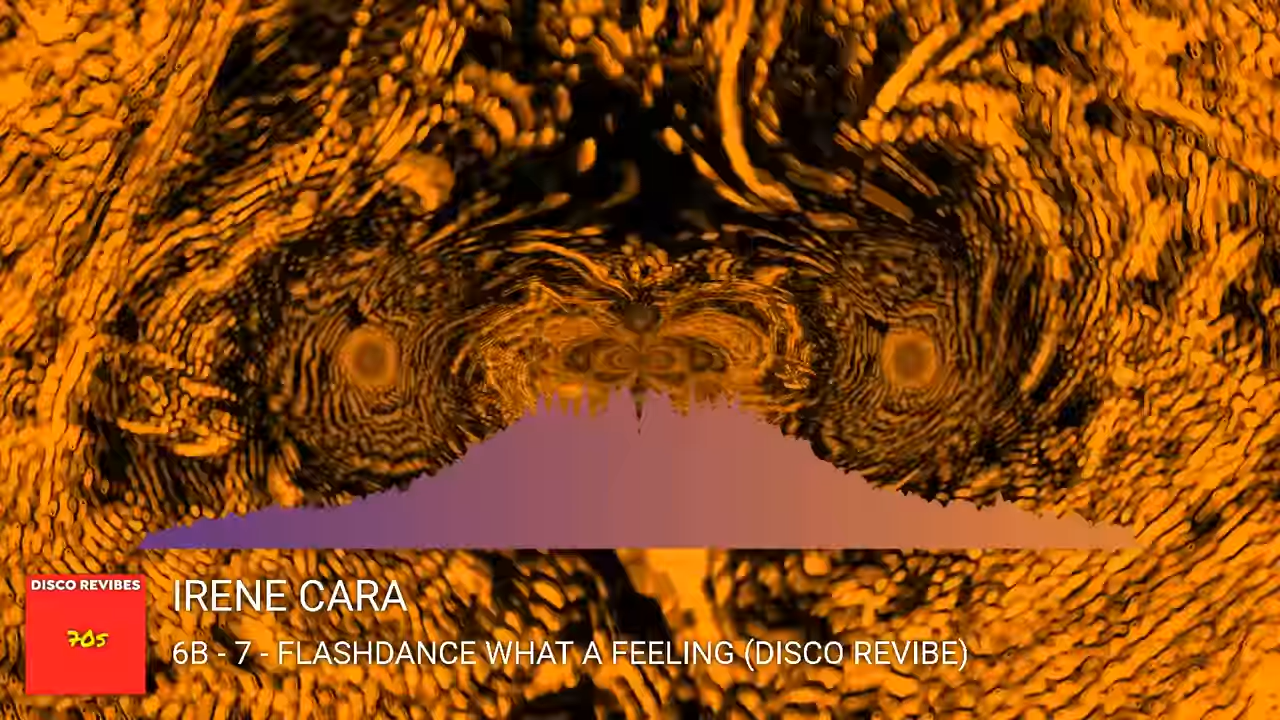 DISCO REVIBES
70s
IRENE CARA
6B - 7 - FLASHDANCE WHAT A FEELING (DISCO REVIBE)